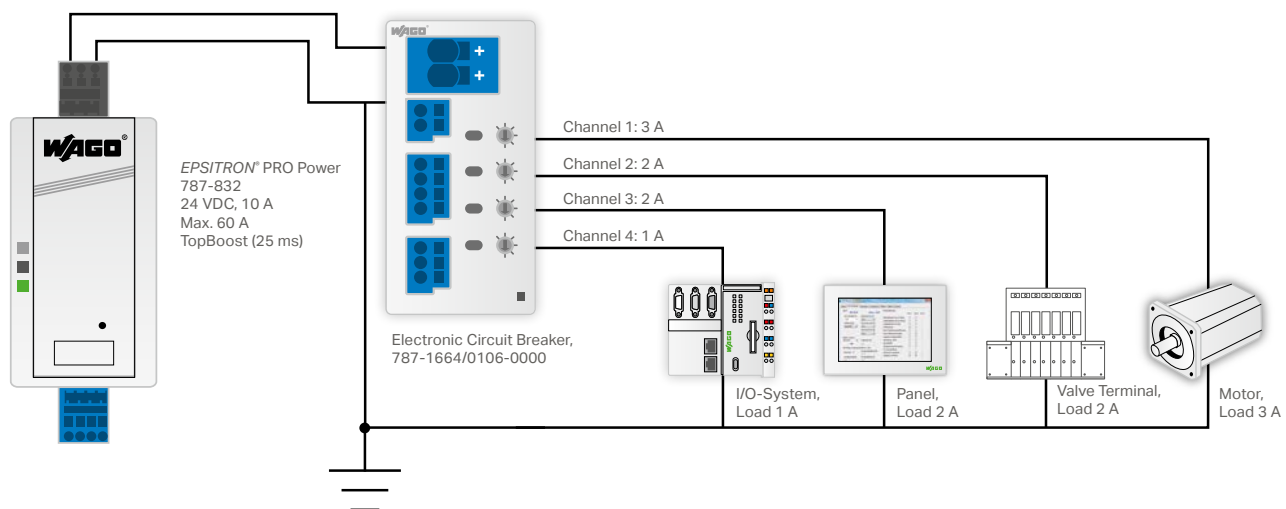 WAGO®
EPSITRON® PRO Power
787-832
24 VDC, 10 A
Max. 60 A
TopBoost (25 ms)
WAGO®
+
+
Electronic Circuit Breaker,
787-1664/0106-0000
Channel 1: 3 A
Channel 2: 2 A
Channel 3: 2 A
Channel 4: 1 A
WAGO
I/O-System,
Load 1 A
WAGO
Panel,
Load 2 A
Valve Terminal,
Load 2 A
Motor,
Load 3 A